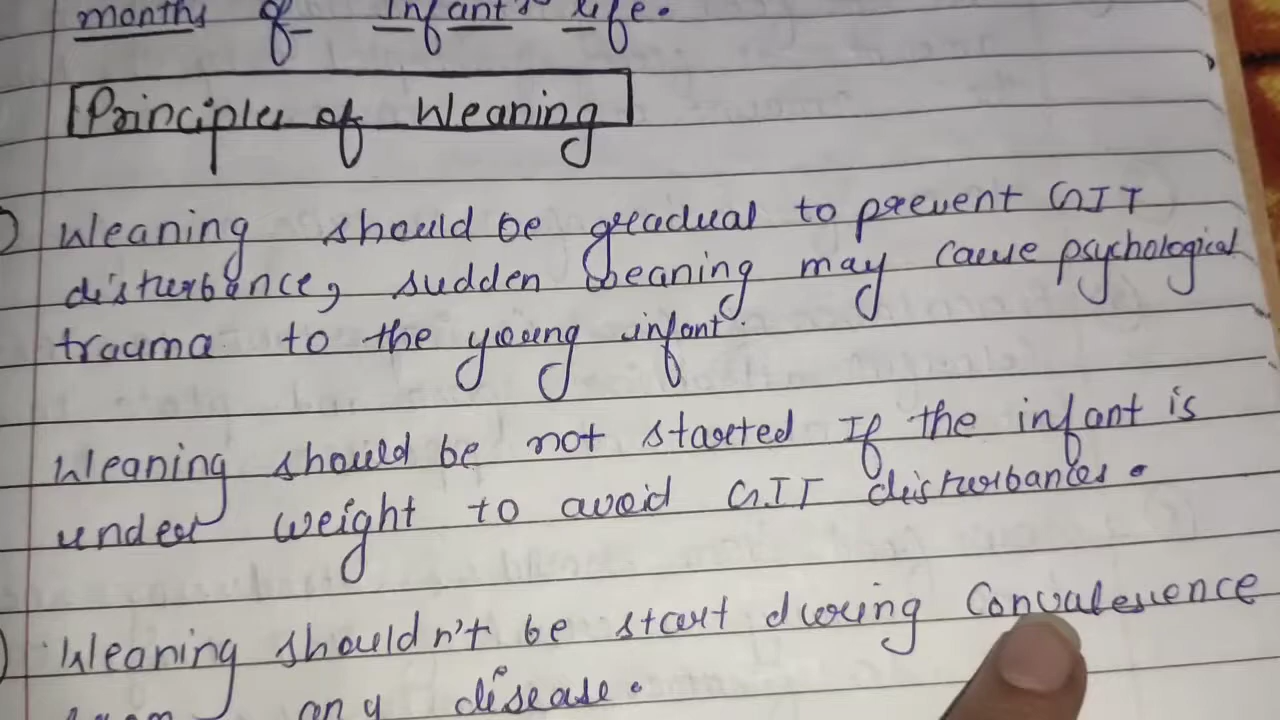 months of Infant's life.
Principles of Weaning
) Weaning should be gradual to prevent GIT
disturbance, sudden weaning may cause psychological
trauma to the young infant.
Weaning should be not started If the infant is
under weight to avoid GIT disturbances.
) Weaning shouldn't be start during Convalesence
from any disease.